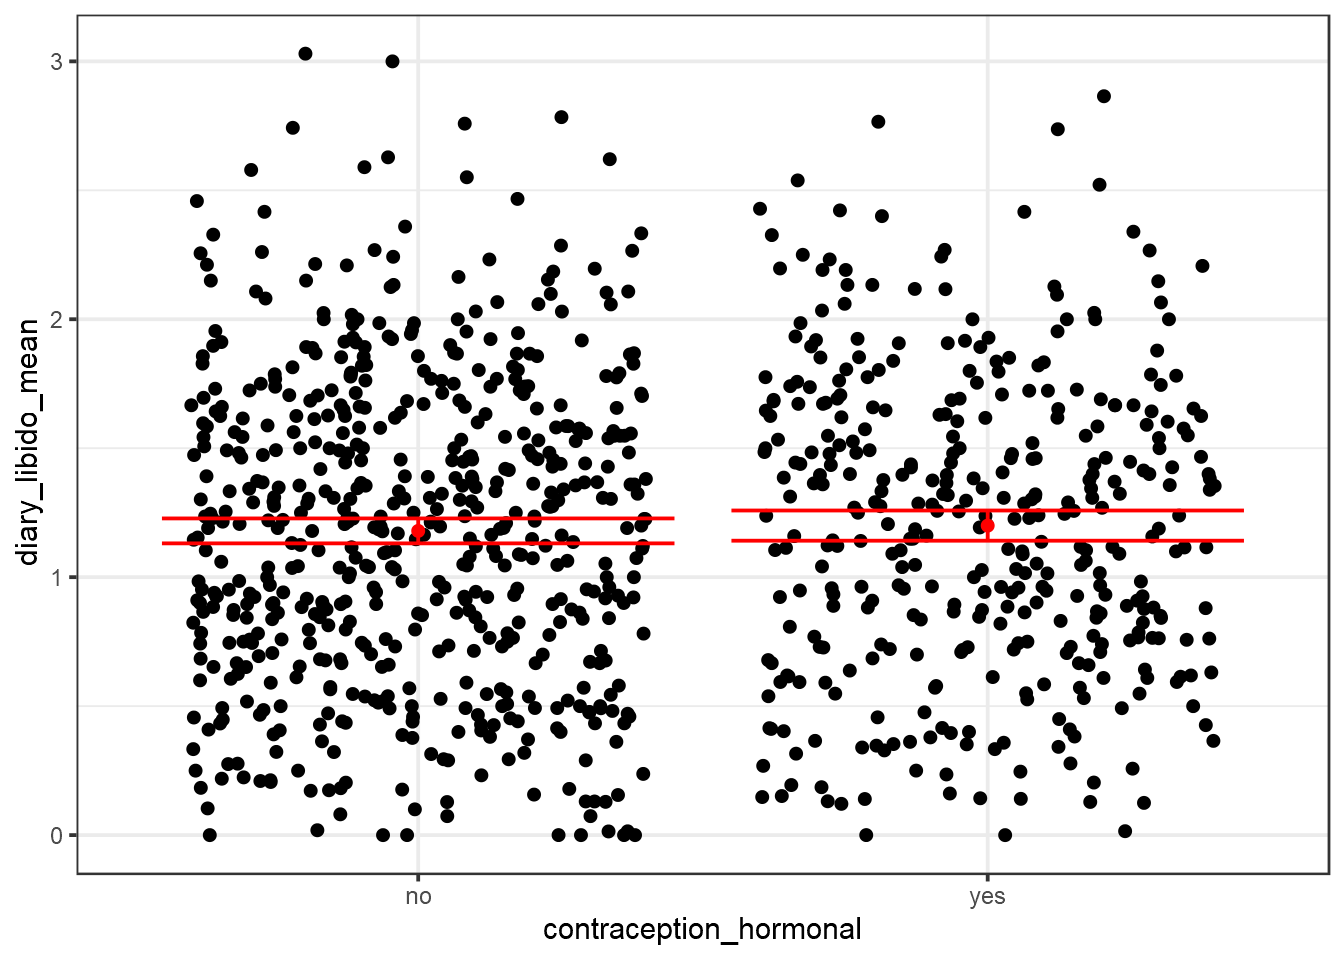 3
2
1
0
diary_libido_mean
no yes
contraception_hormonal